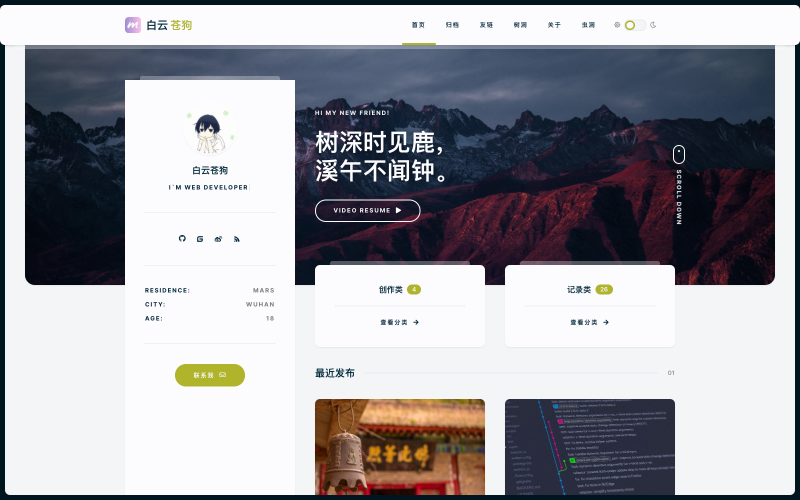 白云 苍狗
首页 归档 友链 树洞 关于 虫洞
白云苍狗
I`M WEB DEVELOPER
RESIDENCE: MARS
CITY: WUHAN
AGE: 18
联系我
HI MY NEW FRIEND!
树深时见鹿,
溪午不闻钟。
VIDEO RESUME
SCROLL DOWN
创作类 4
查看分类
记录类 26
查看分类
最近发布
01